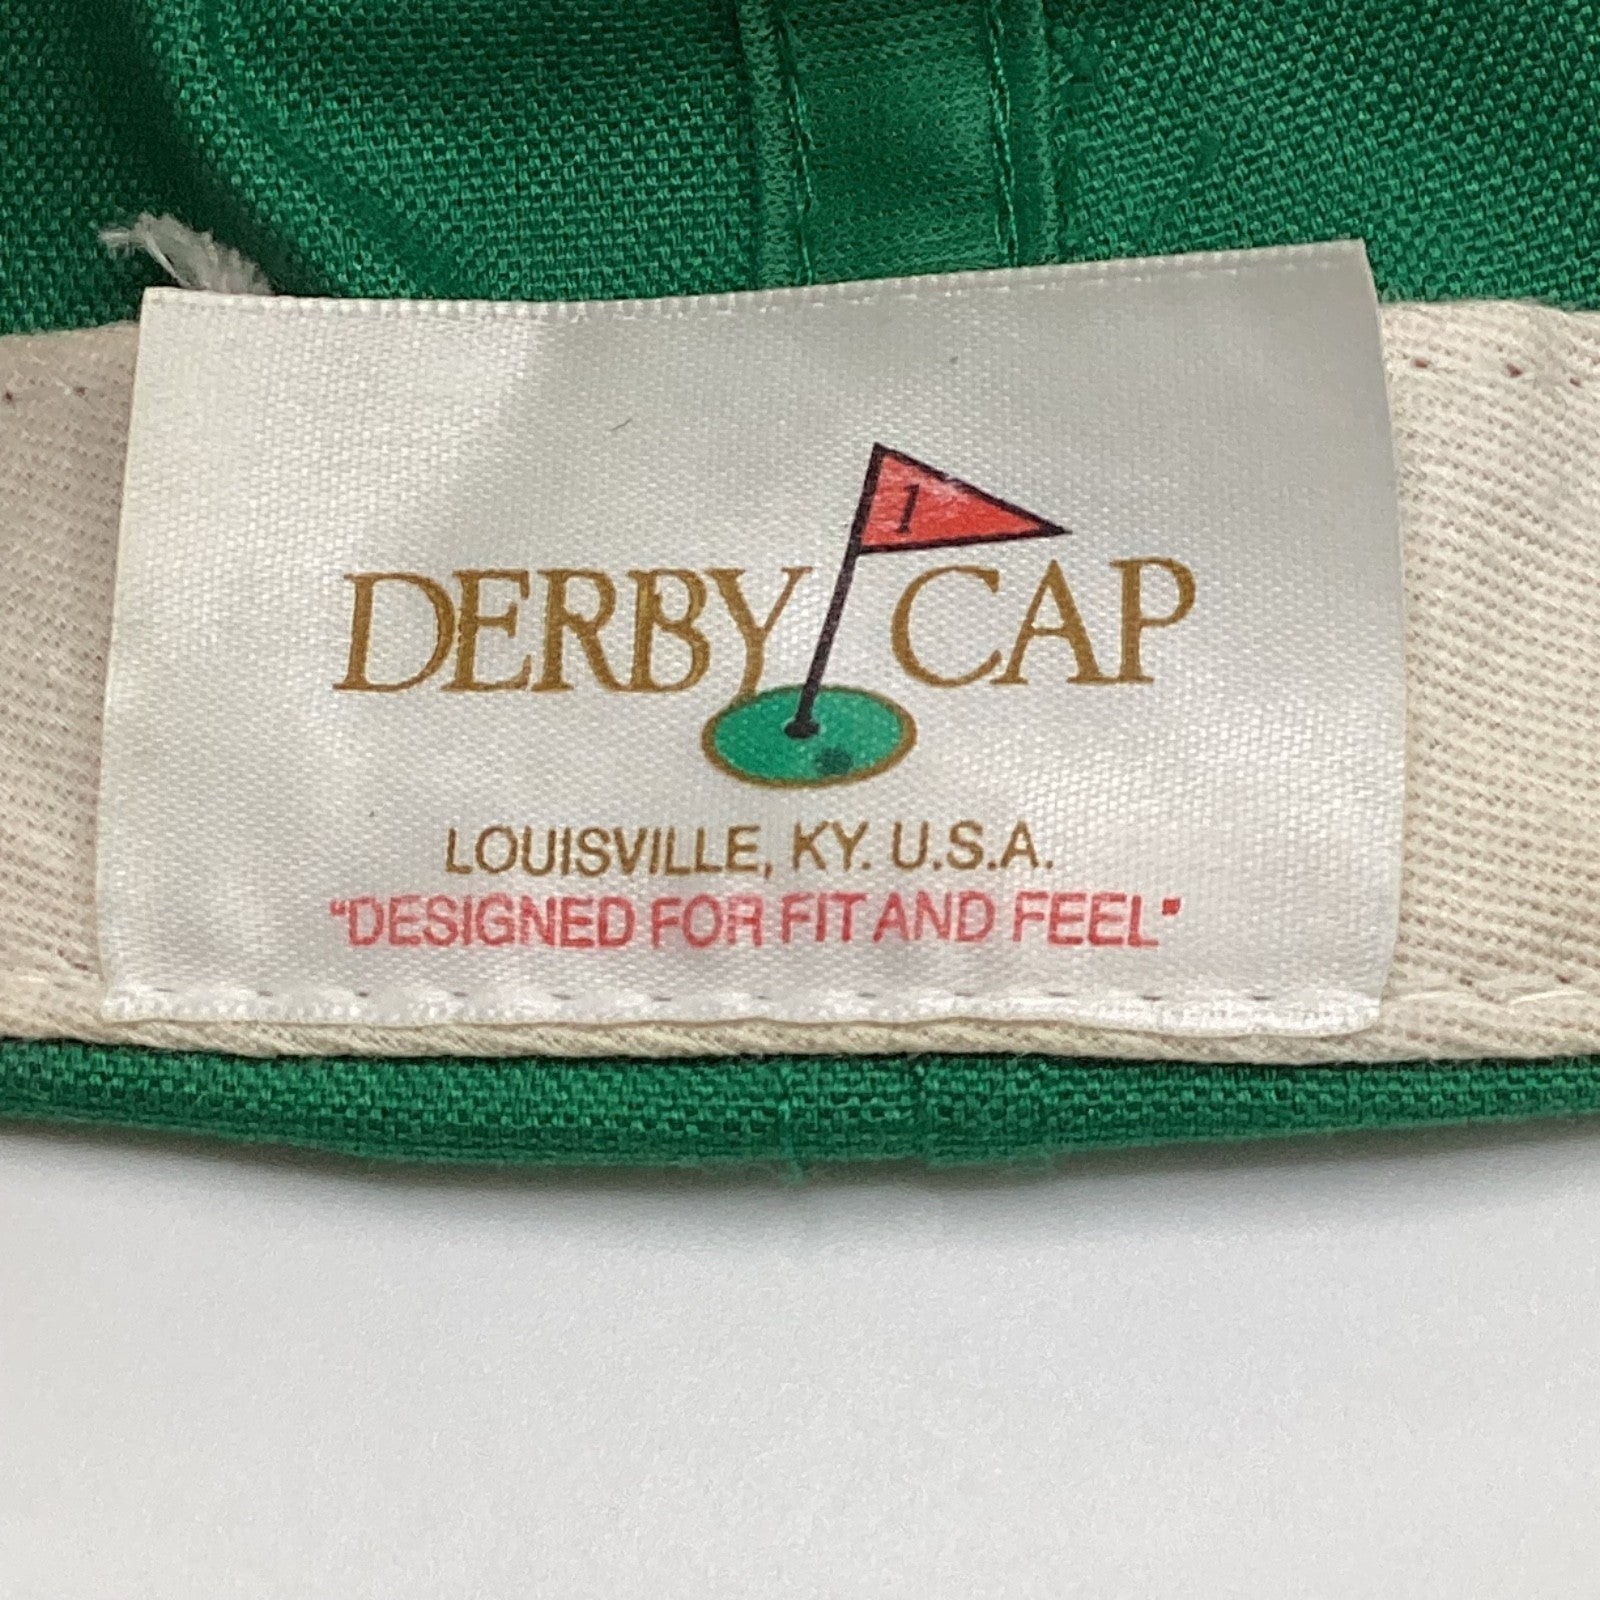 1
DERBY CAP
LOUISVILLE, KY. U.S.A.
"DESIGNED FOR FIT AND FEEL"